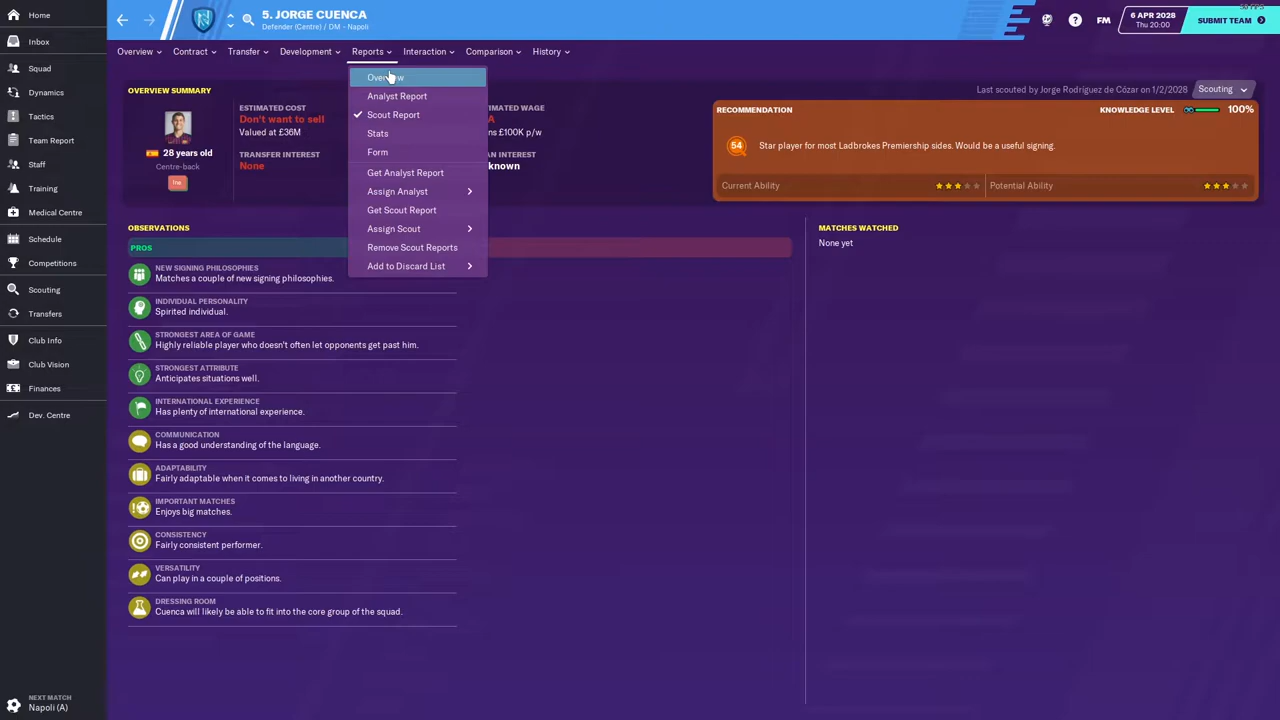 5. JORGE CUENCA
Defender (Centre) / DM - Napoli
6 APR 2028
Thu 20:00
SUBMIT TEAM
FM
Home
Inbox
Squad
Dynamics
Tactics
Team Report
Staff
Training
Medical Centre
Schedule
Competitions
Scouting
Transfers
Club Info
Club Vision
Finances
Dev. Centre
NEXT MATCH
Napoli (A)
Overview
Contract
Transfer
Development
Reports
Interaction
Comparison
History
Overview
Analyst Report
Scout Report
Stats
Form
Get Analyst Report
Assign Analyst
Get Scout Report
Assign Scout
Remove Scout Reports
Add to Discard List
OVERVIEW SUMMARY
28 years old
Centre-back
Ine
ESTIMATED COST
Don't want to sell
Valued at £36M
TRANSFER INTEREST
None
TIMATED WAGE
A
ns £100K p/w
AN INTEREST
known
Last scouted by Jorge Rodríguez de Cózar on 1/2/2028
Scouting
RECOMMENDATION
KNOWLEDGE LEVEL
100%
54
Star player for most Ladbrokes Premiership sides. Would be a useful signing.
Current Ability
Potential Ability
OBSERVATIONS
PROS
NEW SIGNING PHILOSOPHIES
Matches a couple of new signing philosophies.
INDIVIDUAL PERSONALITY
Spirited individual.
STRONGEST AREA OF GAME
Highly reliable player who doesn't often let opponents get past him.
STRONGEST ATTRIBUTE
Anticipates situations well.
INTERNATIONAL EXPERIENCE
Has plenty of international experience.
COMMUNICATION
Has a good understanding of the language.
ADAPTABILITY
Fairly adaptable when it comes to living in another country.
IMPORTANT MATCHES
Enjoys big matches.
CONSISTENCY
Fairly consistent performer.
VERSATILITY
Can play in a couple of positions.
DRESSING ROOM
Cuenca will likely be able to fit into the core group of the squad.
MATCHES WATCHED
None yet